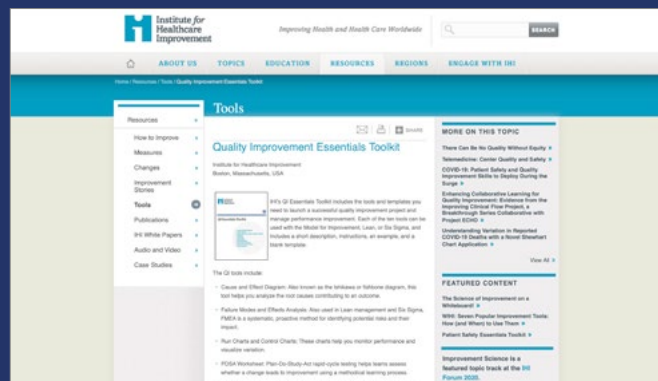 Institute for
Healthcare
Improvement
Improving Health and Health Care Worldwide
SEARCH
ABOUT US
TOPICS
EDUCATION
RESOURCES
REGIONS
ENGAGE WITH IHI
Home / Resources / Tools / Quality Improvement Essentials Toolkit
Tools
Resources
How to Improve
Measures
Changes
Improvement
Stories
Tools
Publications
IHI White Papers
Audio and Video
Case Studies
SHARE
Quality Improvement Essentials Toolkit
Institute for Healthcare Improvement
Boston, Massachusetts, USA
IHI's QI Essentials Toolkit includes the tools and templates you
need to launch a successful quality improvement project and
manage performance improvement. Each of the ten tools can be
used with the Model for Improvement, Lean, or Six Sigma, and
includes a short description, instructions, an example, and a
blank template.
The QI tools include:
Cause and Effect Diagram: Also known as the Ishikawa or fishbone diagram, this
tool helps you analyze the root causes contributing to an outcome.
Failure Modes and Effects Analysis: Also used in Lean management and Six Sigma,
FMEA is a systematic, proactive method for identifying potential risks and their
impact.
Run Charts and Control Charts: These charts help you monitor performance and
visualize variation.
PDSA Worksheet: Plan-Do-Study-Act rapid-cycle testing helps teams assess
whether a change leads to improvement using a methodical learning process.
MORE ON THIS TOPIC
There Can Be No Quality Without Equity
Telemedicine: Center Quality and Safety
COVID-19: Patient Safety and Quality
Improvement Skills to Deploy During the
Surge
Enhancing Collaborative Learning for
Quality Improvement: Evidence from the
Improving Clinical Flow Project, a
Breakthrough Series Collaborative with
Project ECHO
Understanding Variation in Reported
COVID-19 Deaths with a Novel Shewhart
Chart Application
View All
FEATURED CONTENT
The Science of Improvement on a
Whiteboard!
WIHI: Seven Popular Improvement Tools:
How (and When) to Use Them
Patient Safety Essentials Toolkit
Improvement Science is a
featured topic track at the IHI
Forum 2020.